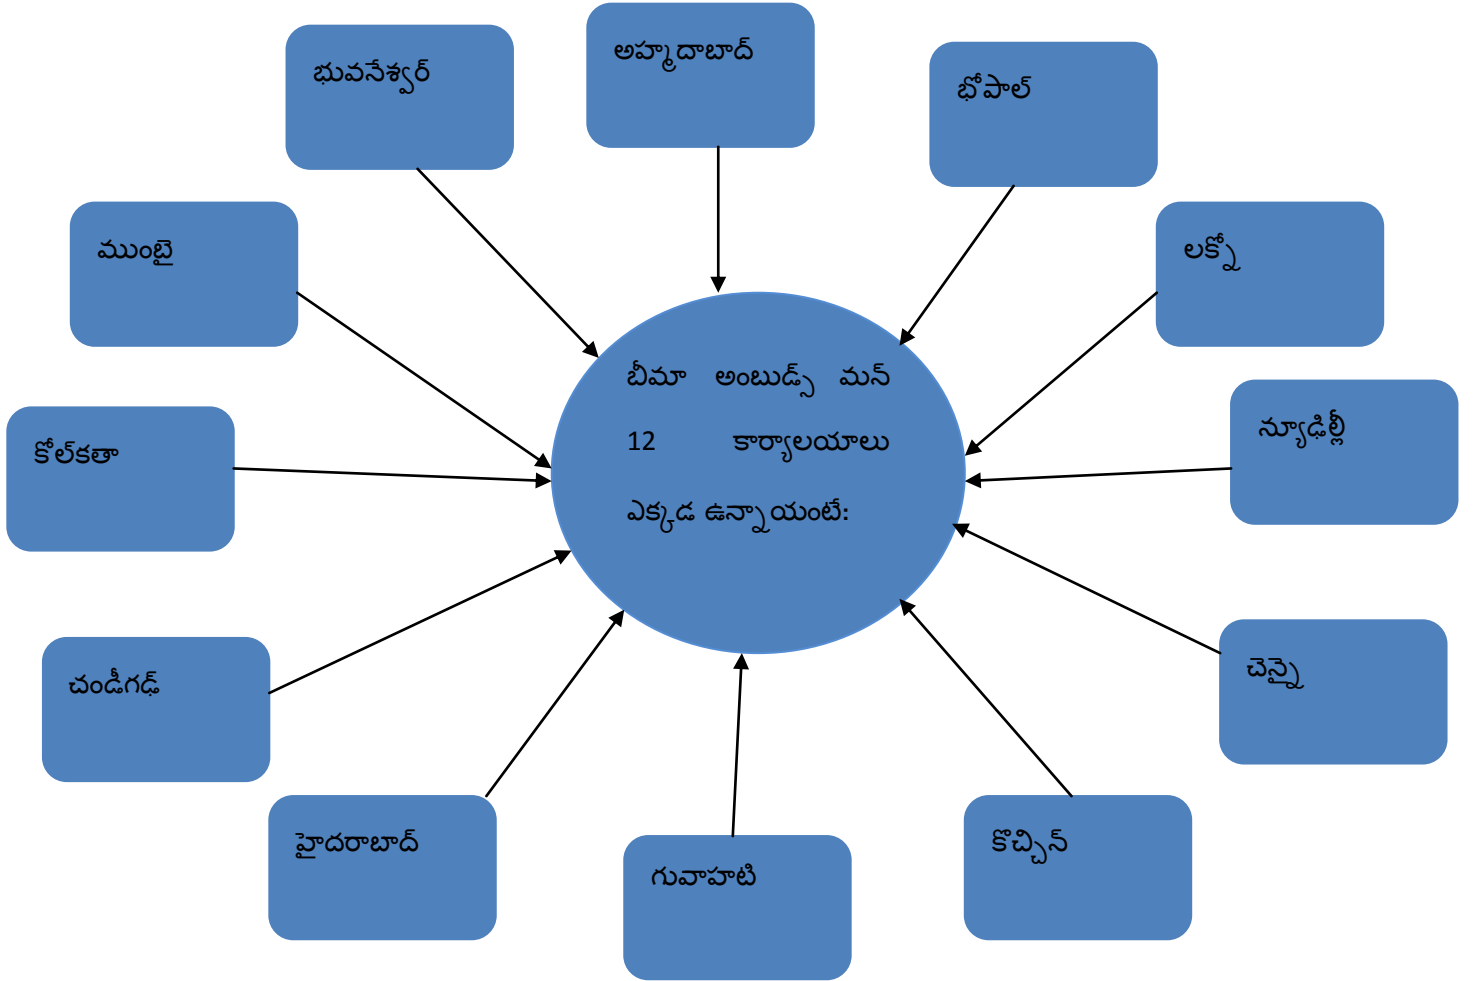 అహ్మదాబాద్
భువనేశ్వర్
భోపాల్
ముంబై
లక్నో
బీమా అంబుడ్స్ మన్
12 కార్యాలయాలు
ఎక్కడ ఉన్నాయంటే:
న్యూఢిల్లీ
కోల్‌కతా
చెన్నై
చండీగఢ్
హైదరాబాద్
కొచ్చిన్
గువాహటి